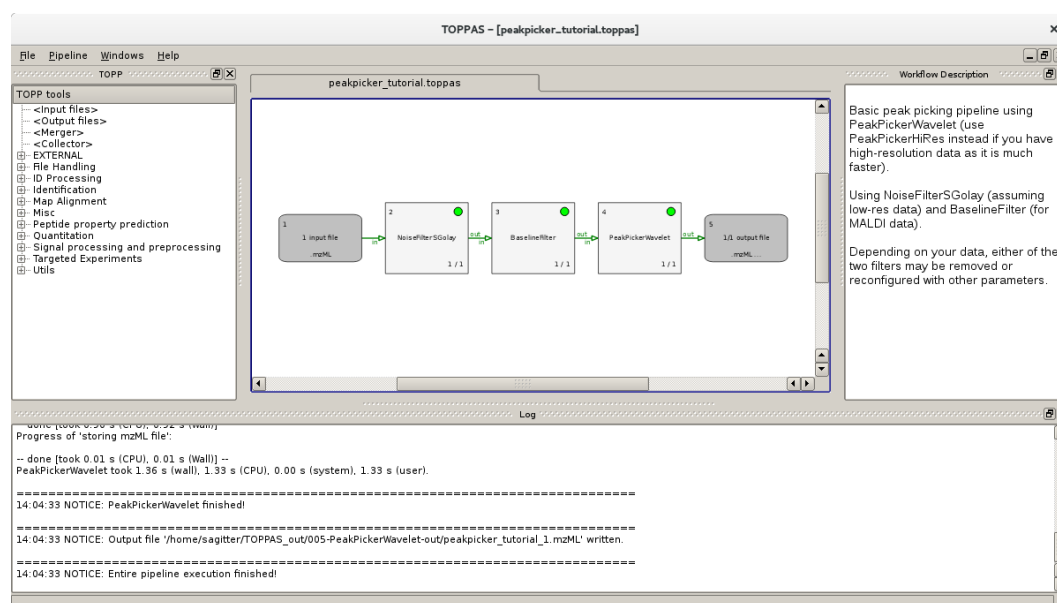 TOPPAS – [peakpicker_tutorial.toppas]
File Pipeline Windows Help
TOPP
TOPP tools
<Input files>
<Output files>
<Merger>
<Collector>
EXTERNAL
File Handling
ID Processing
Identification
Map Alignment
Misc
Peptide property prediction
Quantitation
Signal processing and preprocessing
Targeted Experiments
Utils
peakpicker_tutorial.toppas
1
1 input file
.mzML
in
2
NoiseFilterSGolay
1 / 1
out
in
3
BaselineFilter
1 / 1
out
in
4
PeakPickerWavelet
1 / 1
out
5
1/1 output file
.mzML ...
Workflow Description
Basic peak picking pipeline using
PeakPickerWavelet (use
PeakPickerHiRes instead if you have
high-resolution data as it is much
faster).
Using NoiseFilterSGolay (assuming
low-res data) and BaselineFilter (for
MALDI data).
Depending on your data, either of the
two filters may be removed or
reconfigured with other parameters.
Log
Progress of 'storing mzML file':
-- done [took 0.01 s (CPU), 0.01 s (Wall)] --
PeakPickerWavelet took 1.36 s (wall), 1.33 s (CPU), 0.00 s (system), 1.33 s (user).
==============================================================================
14:04:33 NOTICE: PeakPickerWavelet finished!
==============================================================================
14:04:33 NOTICE: Output file '/home/sagitter/TOPPAS_out/005-PeakPickerWavelet-out/peakpicker_tutorial_1.mzML' written.
==============================================================================
14:04:33 NOTICE: Entire pipeline execution finished!